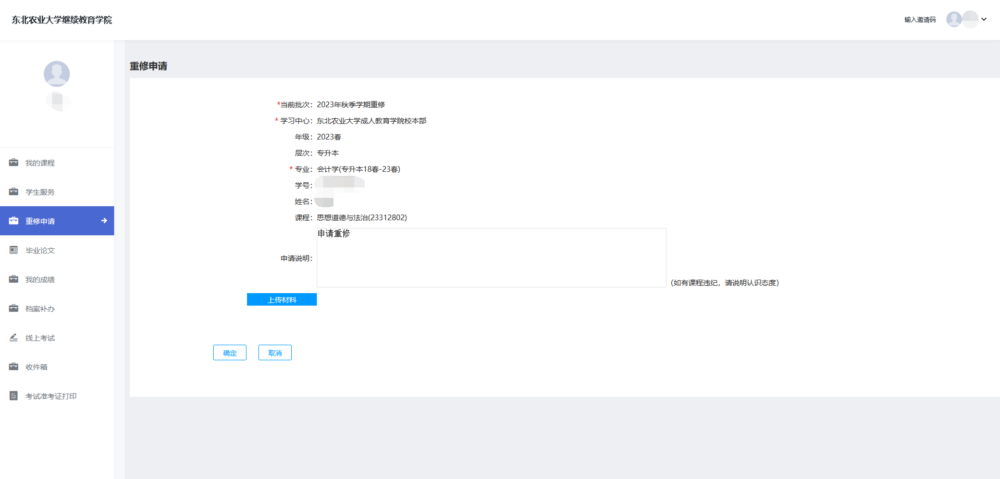 东北农业大学继续教育学院
输入邀请码
我的课程
学生服务
重修申请
毕业论文
我的成绩
档案补办
线上考试
收件箱
考试准考证打印
重修申请
*当前批次：2023年秋季学期重修
* 学习中心：东北农业大学成人教育学院校本部
年级：2023春
层次：专升本
* 专业：会计学(专升本18春-23春)
学号：
姓名：
课程：思想道德与法治(23312802)
申请说明：
申请重修
（如有课程违纪，请说明认识态度）
上传材料
确定
取消